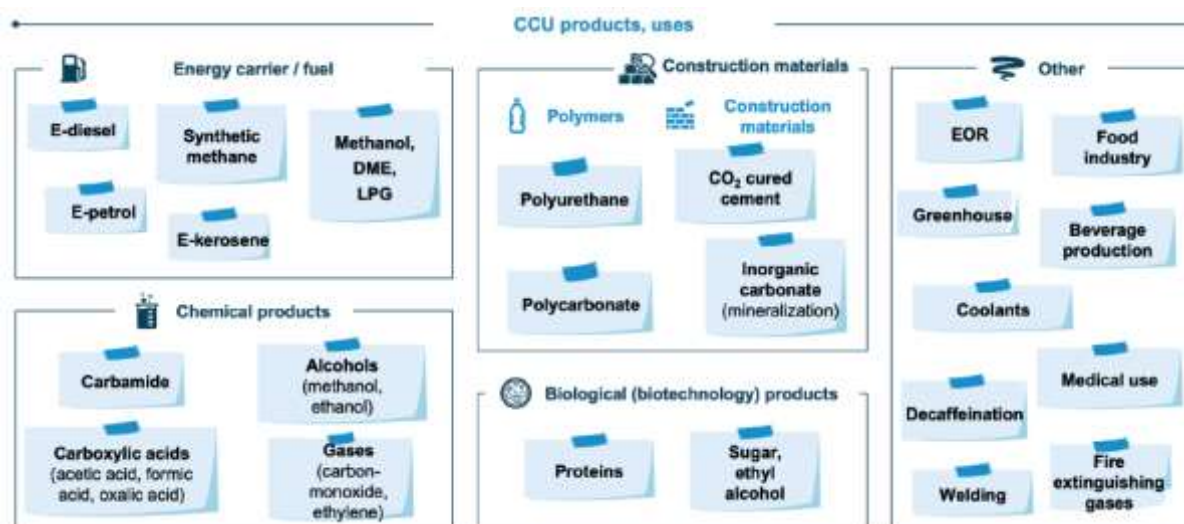 CCU products, uses
Energy carrier / fuel
E-diesel
Synthetic
methane
Methanol,
DME,
LPG
E-petrol
E-kerosene
Chemical products
Carbamide
Alcohols
(methanol,
ethanol)
Carboxylic acids
(acetic acid, formic
acid, oxalic acid)
Gases
(carbon-
monoxide,
ethylene)
Construction materials
Polymers
Construction
materials
Polyurethane
CO₂ cured
cement
Polycarbonate
Inorganic
carbonate
(mineralization)
Biological (biotechnology) products
Proteins
Sugar,
ethyl
alcohol
Other
EOR
Food
industry
Greenhouse
Beverage
production
Coolants
Medical use
Decaffeination
Welding
Fire
extinguishing
gases